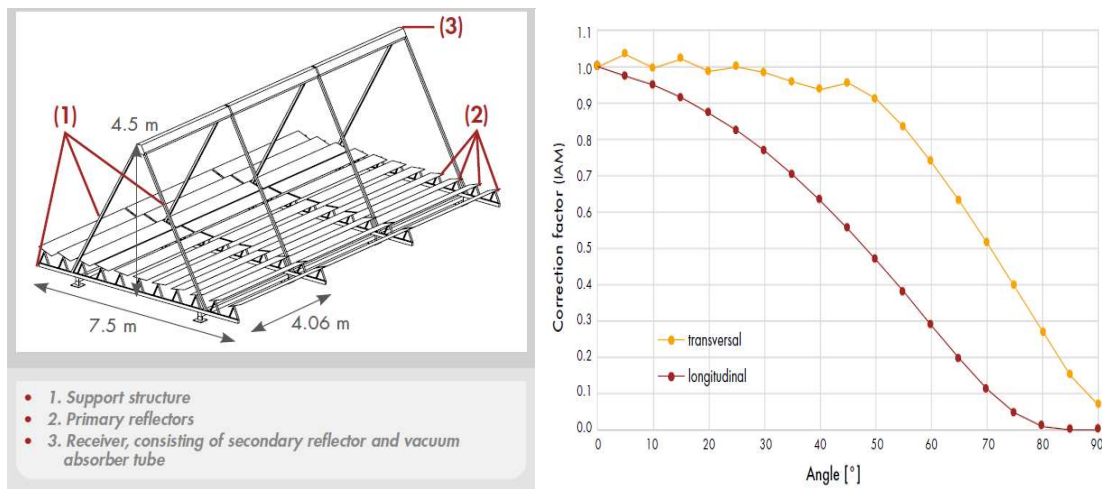 (3)
(1)
(2)
4.5 m
7.5 m
4.06 m
• 1. Support structure
• 2. Primary reflectors
• 3. Receiver, consisting of secondary reflector and vacuum
absorber tube
Correction factor (IAM)
1.1
1.0
0.9
0.8
0.7
0.6
0.5
0.4
0.3
0.2
0.1
0.0
transversal
longitudinal
0 10 20 30 40 50 60 70 80 90
Angle [°]